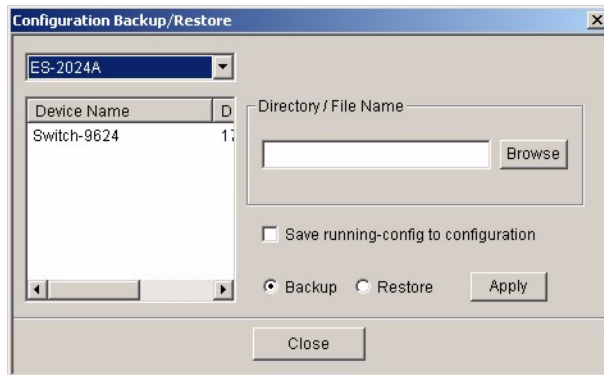 Configuration Backup/Restore
ES-2024A
Device Name D
Switch-9624 17
Directory / File Name
Browse
Save running-config to configuration
Backup Restore Apply
Close